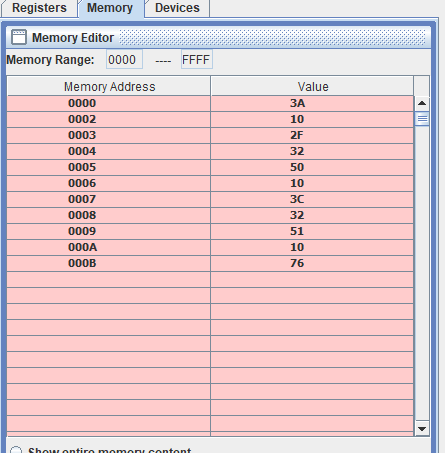 Registers Memory Devices
Memory Editor
Memory Range: 0000 ---- FFFF
Memory Address Value
0000 3A
0002 10
0003 2F
0004 32
0005 50
0006 10
0007 3C
0008 32
0009 51
000A 10
000B 76
Show entire memory content